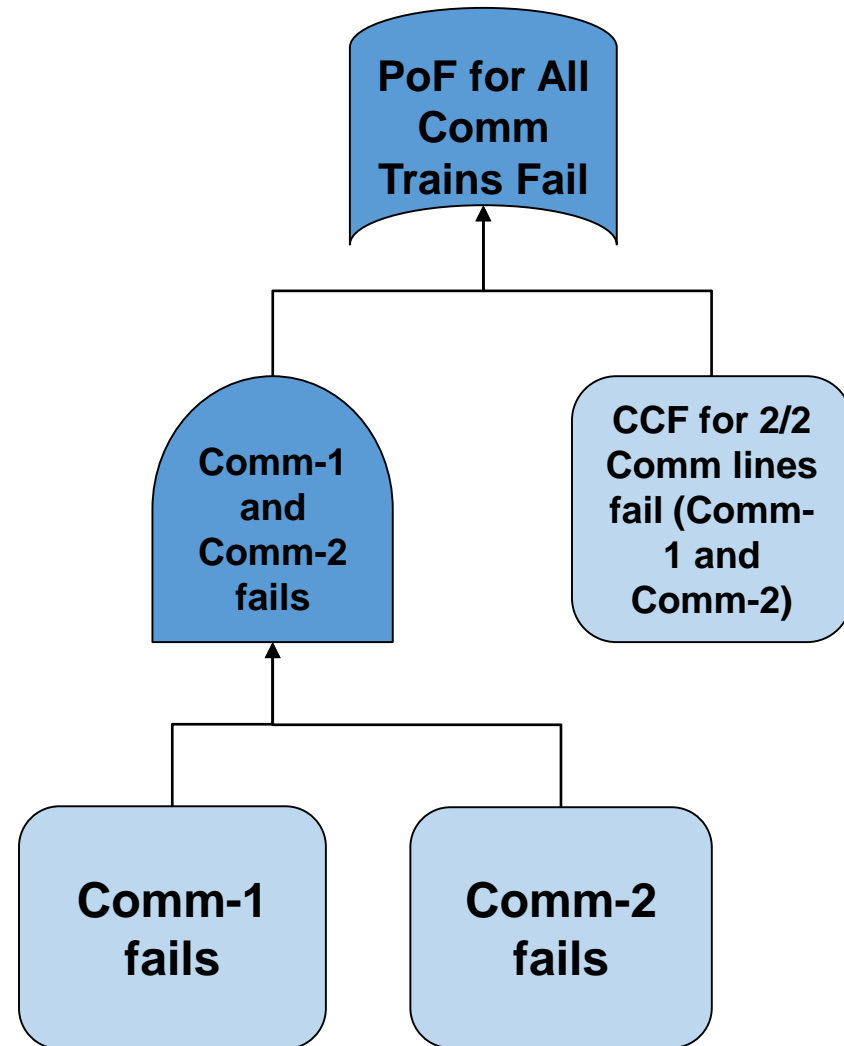 PoF for All
Comm
Trains Fail
Comm-1
and
Comm-2
fails
CCF for 2/2
Comm lines
fail (Comm-
1 and
Comm-2)
Comm-1
fails
Comm-2
fails